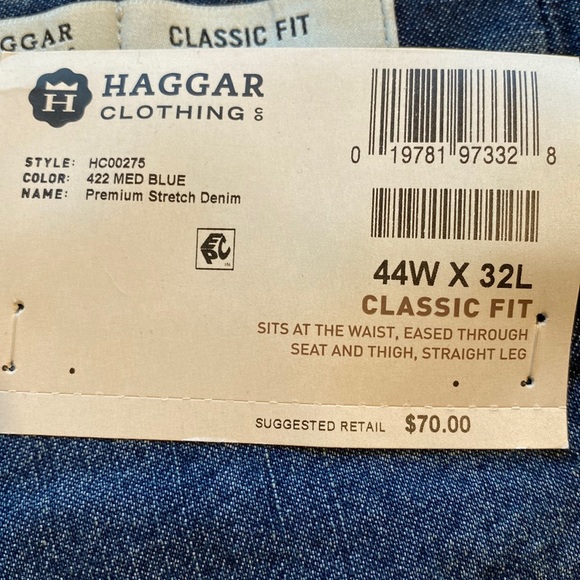 GGAR
CLASSIC FIT
H
HAGGAR
CLOTHING CO
STYLE: HC00275
COLOR: 422 MED BLUE
NAME: Premium Stretch Denim
0 19781 97332 8
EPC
44W X 32L
CLASSIC FIT
SITS AT THE WAIST, EASED THROUGH
SEAT AND THIGH, STRAIGHT LEG
SUGGESTED RETAIL $70.00